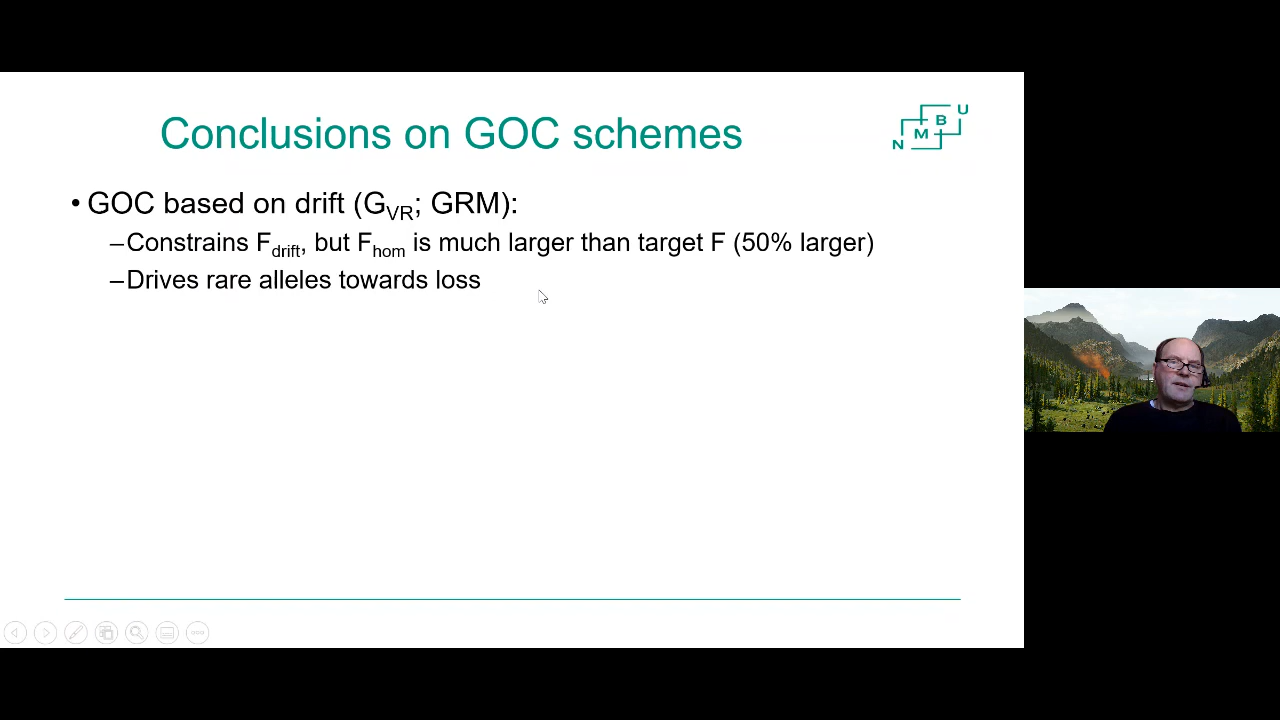 Conclusions on GOC schemes
N M B U
• GOC based on drift (GVR; GRM):
–Constrains Fdrift, but Fhom is much larger than target F (50% larger)
–Drives rare alleles towards loss